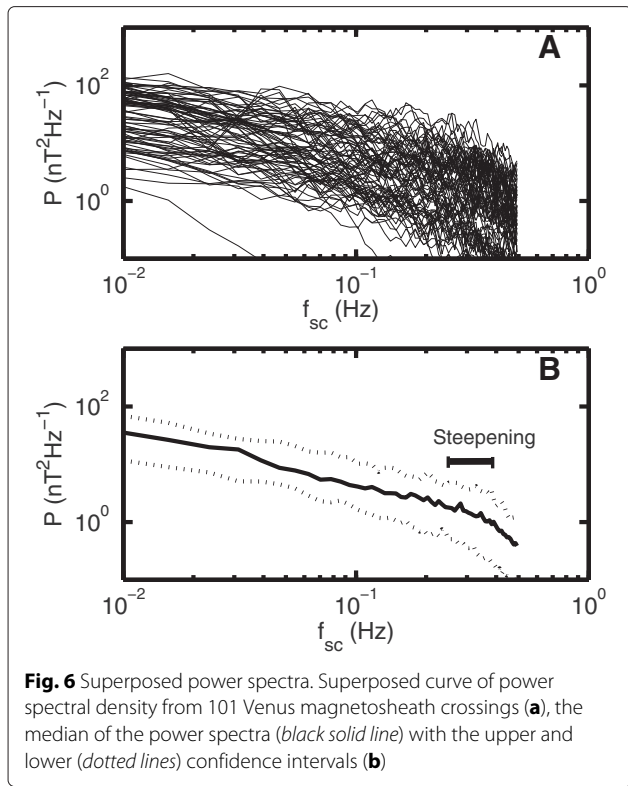 A
10²
10⁰
P (nT²Hz⁻¹)
10⁻² 10⁻¹ 10⁰
f_sc (Hz)
B
Steepening
10²
10⁰
P (nT²Hz⁻¹)
10⁻² 10⁻¹ 10⁰
f_sc (Hz)
Fig. 6 Superposed power spectra. Superposed curve of power
spectral density from 101 Venus magnetosheath crossings (a), the
median of the power spectra (black solid line) with the upper and
lower (dotted lines) confidence intervals (b)